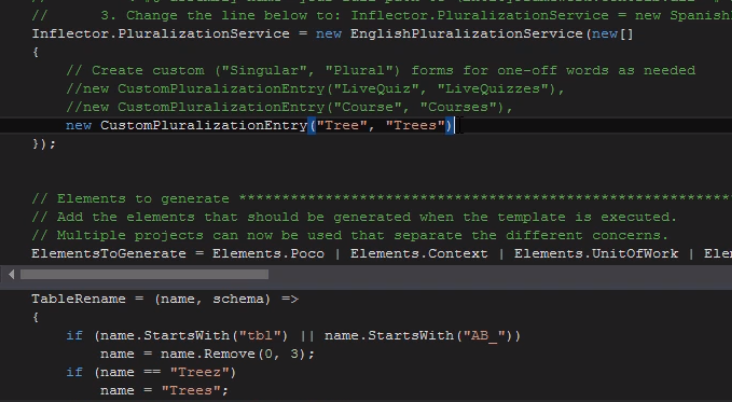 //      3. Change the line below to: Inflector.PluralizationService = new Spanish
Inflector.PluralizationService = new EnglishPluralizationService(new[]
{
    // Create custom ("Singular", "Plural") forms for one-off words as needed
    //new CustomPluralizationEntry("LiveQuiz", "LiveQuizzes"),
    //new CustomPluralizationEntry("Course", "Courses"),
    new CustomPluralizationEntry("Tree", "Trees")
});
// Elements to generate *********************************************************
// Add the elements that should be generated when the template is executed.
// Multiple projects can now be used that separate the different concerns.
ElementsToGenerate = Elements.Poco | Elements.Context | Elements.UnitOfWork | Ele
TableRename = (name, schema) =>
{
    if (name.StartsWith("tbl") || name.StartsWith("AB_"))
        name = name.Remove(0, 3);
    if (name == "Treez")
        name = "Trees";